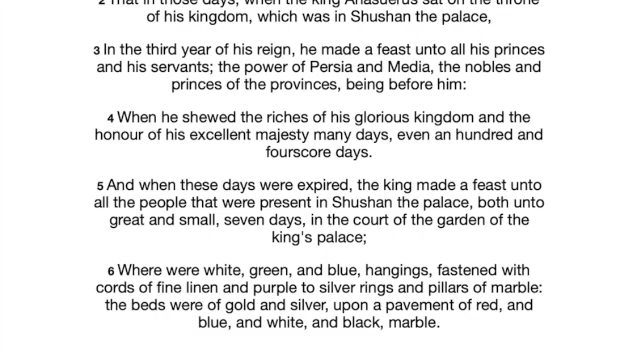 2 That in those days, when the king Ahasuerus sat on the throne
of his kingdom, which was in Shushan the palace,
3 In the third year of his reign, he made a feast unto all his princes
and his servants; the power of Persia and Media, the nobles and
princes of the provinces, being before him:
4 When he shewed the riches of his glorious kingdom and the
honour of his excellent majesty many days, even an hundred and
fourscore days.
5 And when these days were expired, the king made a feast unto
all the people that were present in Shushan the palace, both unto
great and small, seven days, in the court of the garden of the
king's palace;
6 Where were white, green, and blue, hangings, fastened with
cords of fine linen and purple to silver rings and pillars of marble:
the beds were of gold and silver, upon a pavement of red, and
blue, and white, and black, marble.